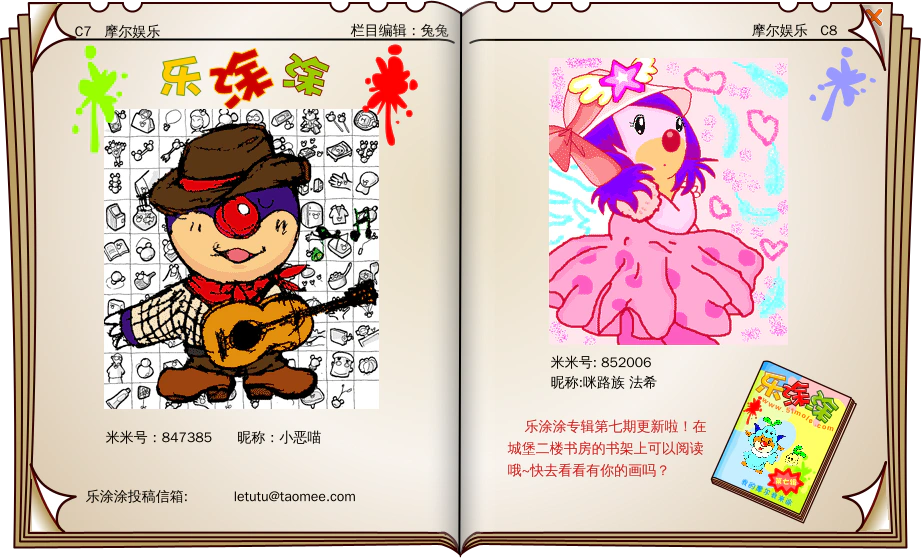 C7 摩尔娱乐
栏目编辑：兔兔
乐涂涂
米米号：847385 昵称：小恶喵
乐涂涂投稿信箱: letutu@taomee.com
摩尔娱乐 C8
米米号: 852006
昵称:咪路族 法希
乐涂涂专辑第七期更新啦！在
城堡二楼书房的书架上可以阅读
哦~快去看看有你的画吗？
乐涂涂
第七辑